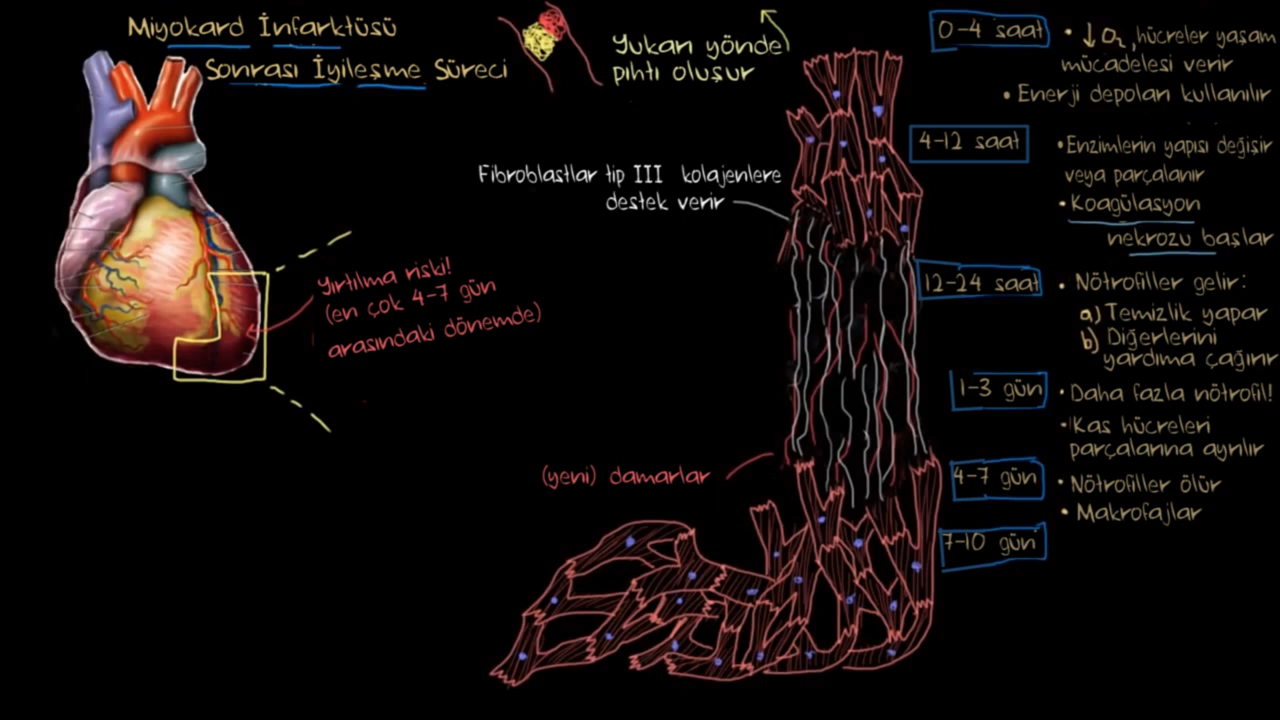 Miyokard İnfarktüsü
Sonrası İyileşme Süreci
Yukarı yönde
pıhtı oluşur
Fibroblastlar tip III kolajenlere
destek verir
Yırtılma riski!
(en çok 4-7 gün
arasındaki dönemde)
(yeni) damarlar
0-4 saat
• ↓O₂, hücreler yaşam
mücadelesi verir
• Enerji depoları kullanılır
4-12 saat
• Enzimlerin yapısı değişir
veya parçalanır
• Koagülasyon
nekrozu başlar
12-24 saat
• Nötrofiller gelir:
a) Temizlik yapar
b) Diğerlerini
yardıma çağırır
1-3 gün
• Daha fazla nötrofil!
• Kas hücreleri
parçalarına ayrılır
4-7 gün
• Nötrofiller ölür
• Makrofajlar
7-10 gün